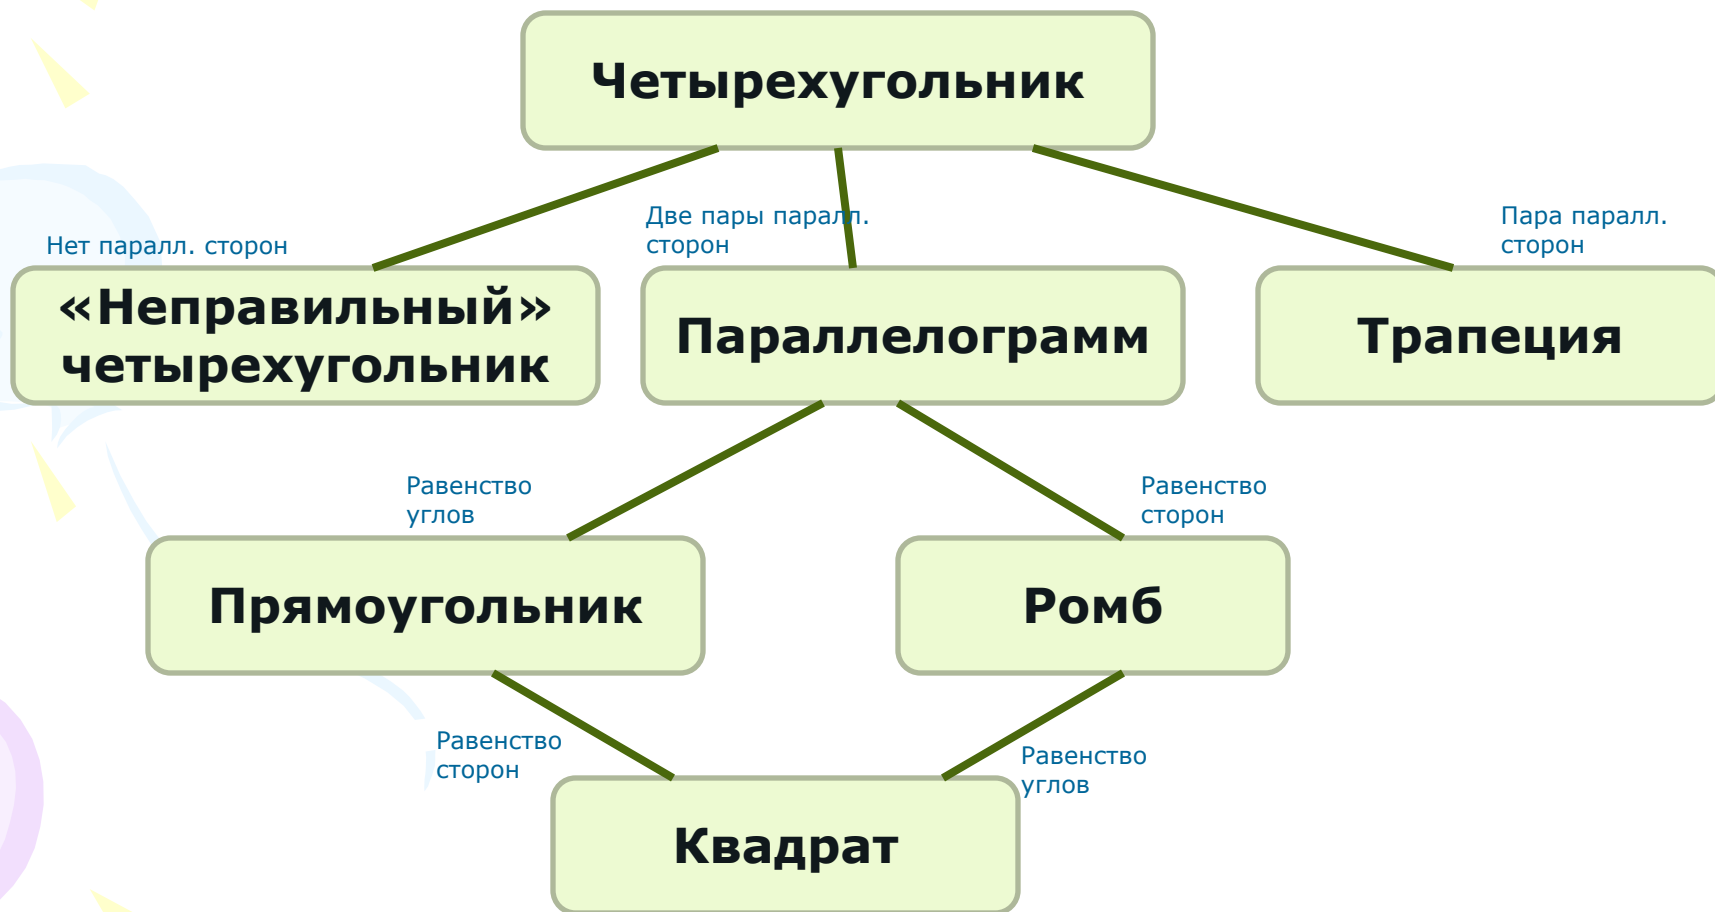 Четырехугольник
Нет паралл. сторон
Две пары паралл.
сторон
Пара паралл.
сторон
«Неправильный»
четырехугольник
Параллелограмм
Трапеция
Равенство
углов
Равенство
сторон
Прямоугольник
Ромб
Равенство
сторон
Равенство
углов
Квадрат